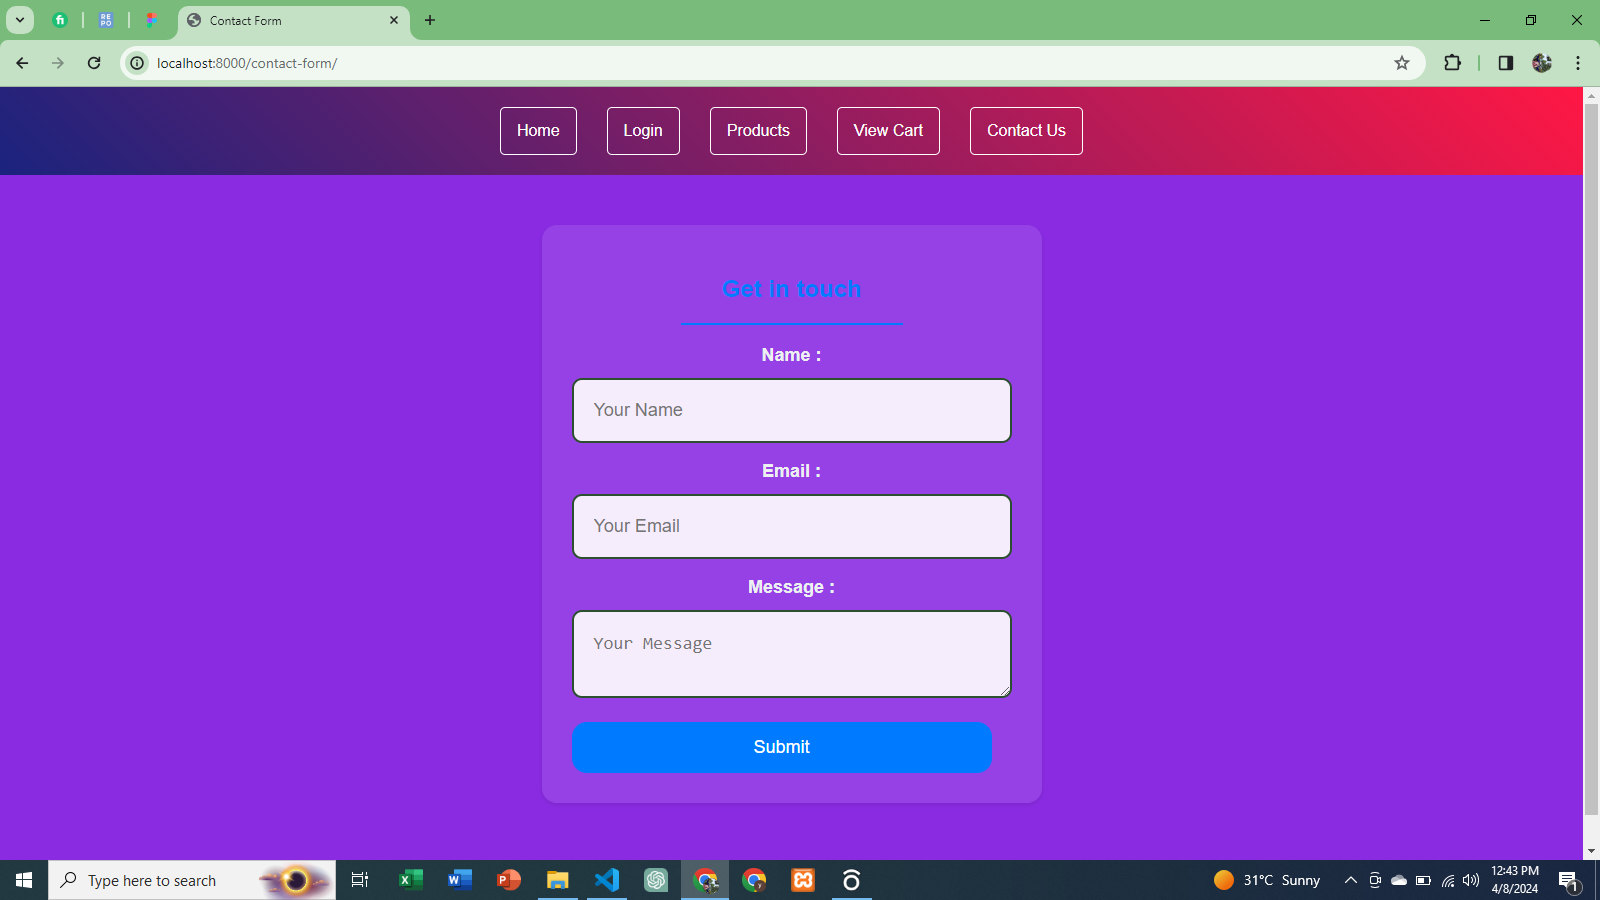 Contact Form
localhost:8000/contact-form/
Home Login Products View Cart Contact Us
Get in touch
Name :
Your Name
Email :
Your Email
Message :
Your Message
Submit
Type here to search
31°C Sunny
12:43 PM
4/8/2024
1